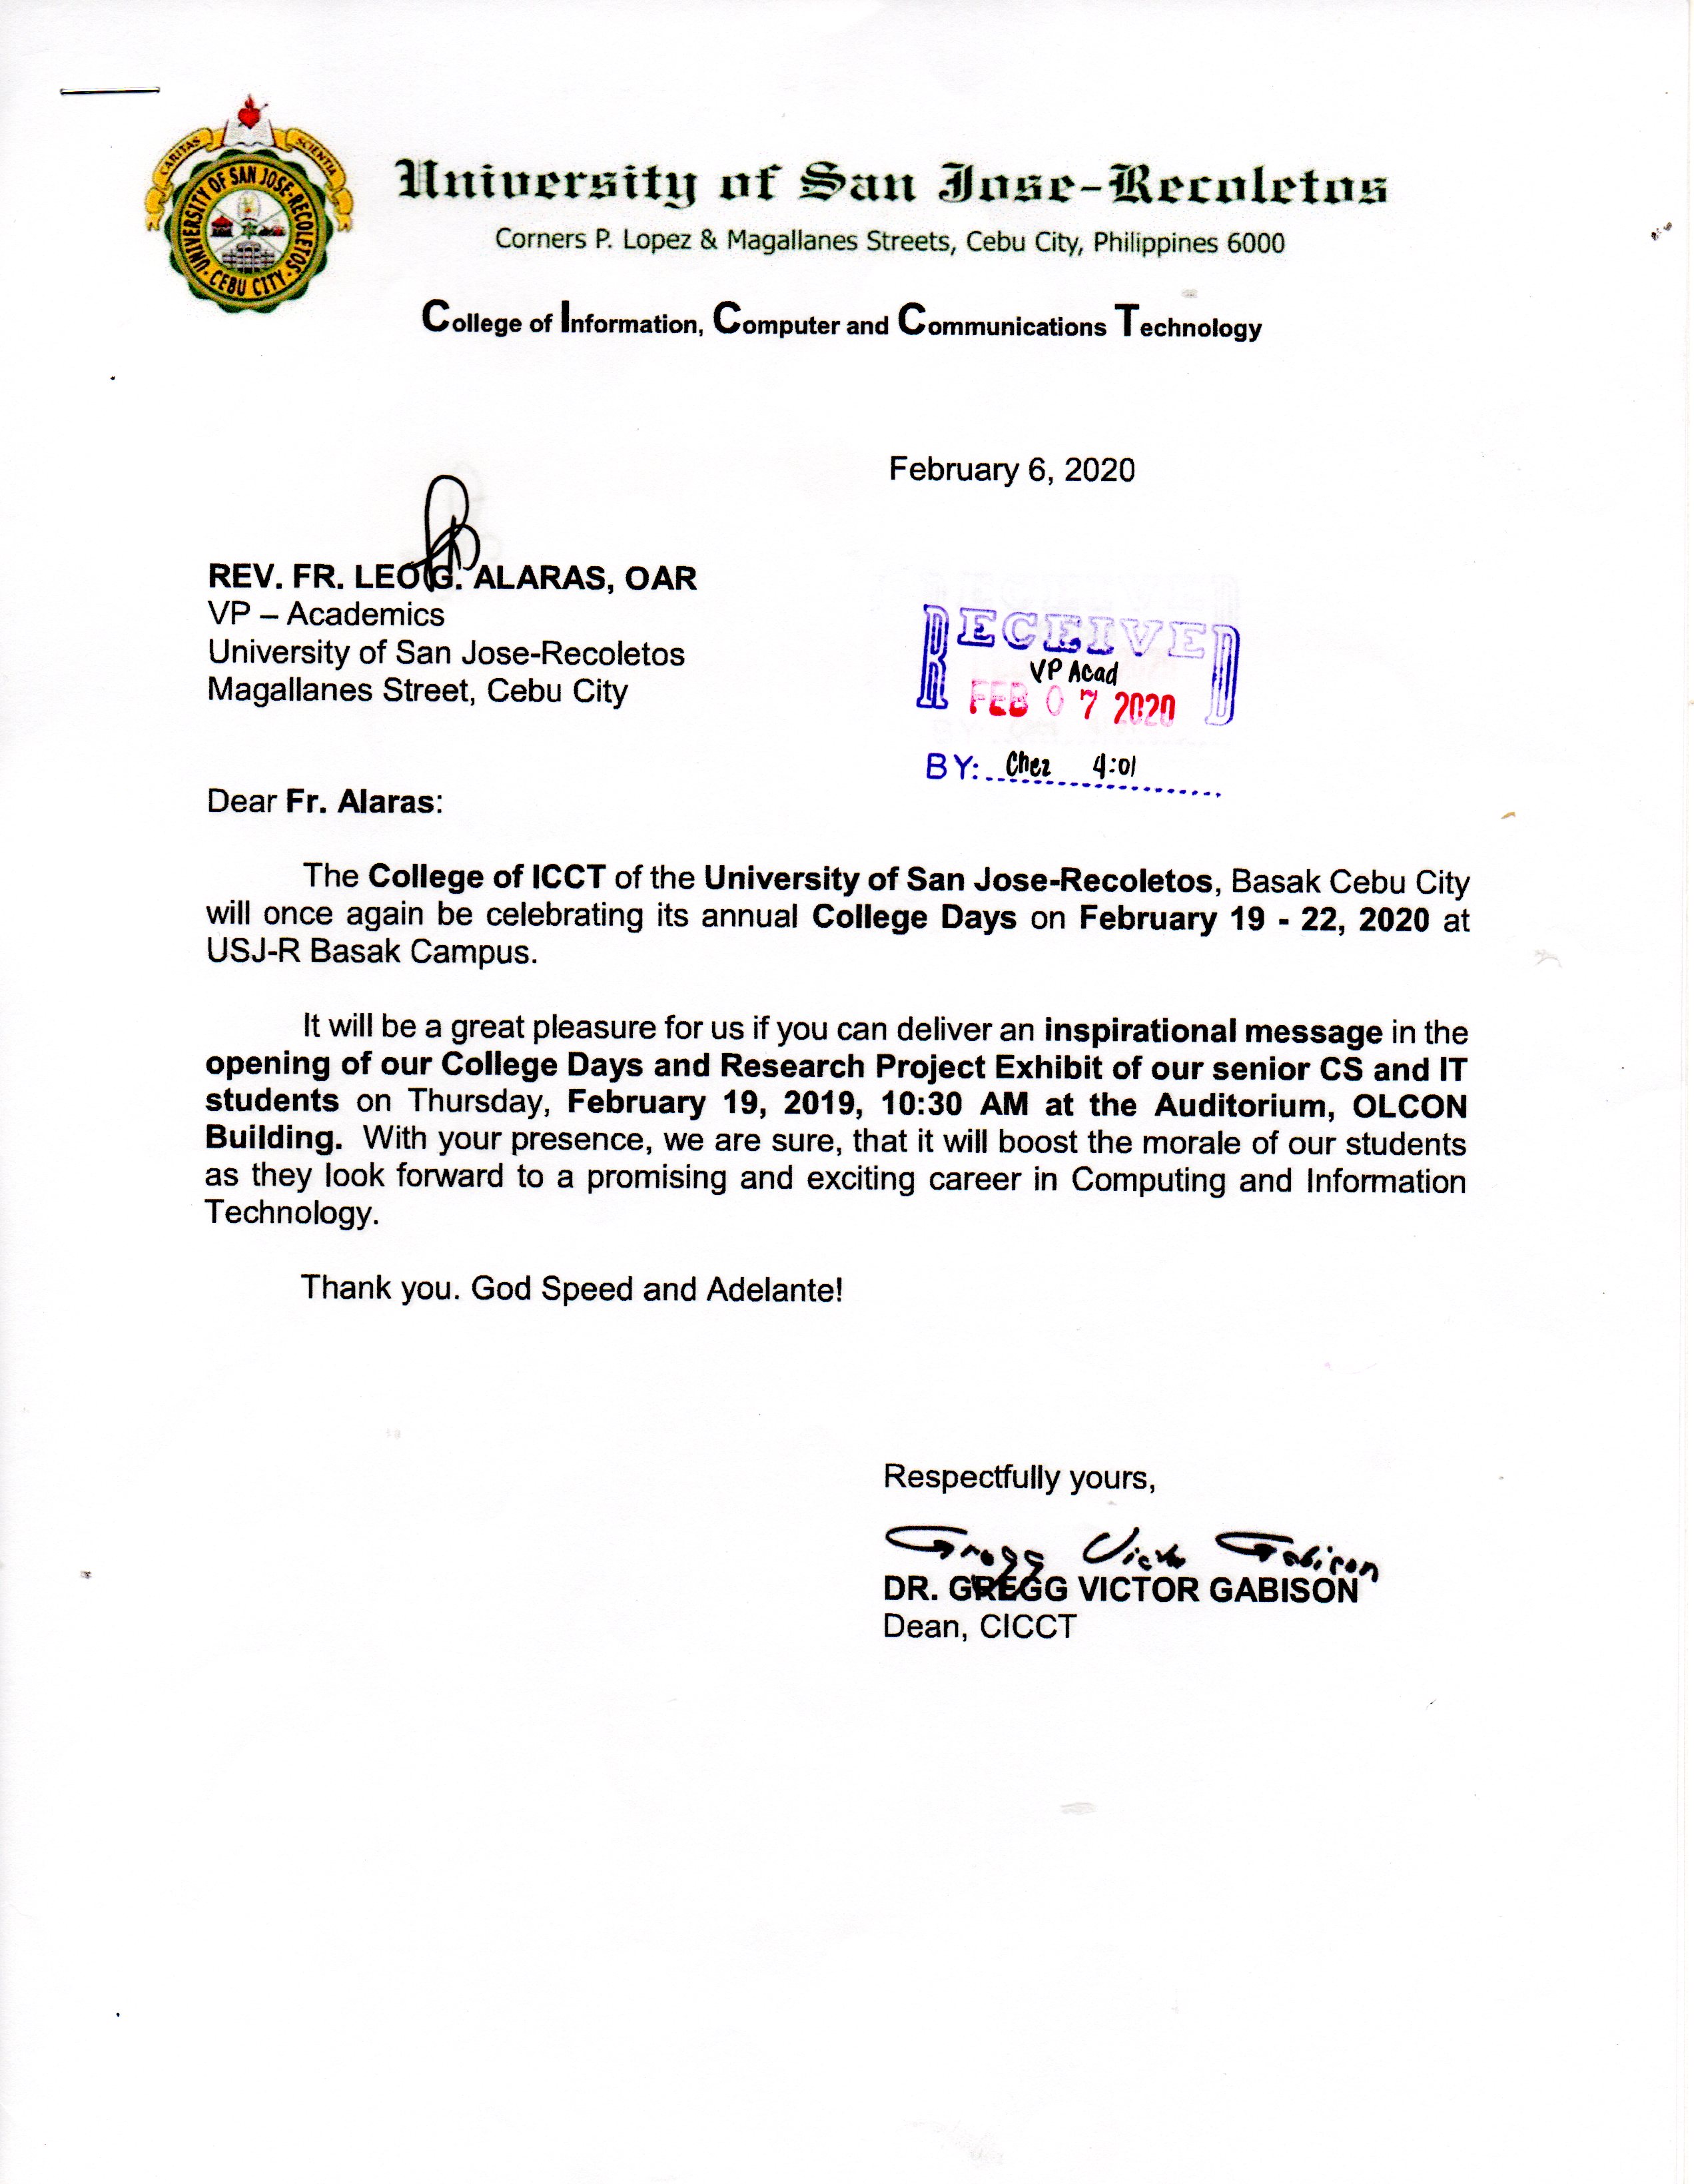 CARITAS
SCIENTIA
UNIVERSITY OF SAN JOSE-RECOLETOS
CEBU CITY
University of San Jose-Recoletos
Corners P. Lopez & Magallanes Streets, Cebu City, Philippines 6000
College of Information, Computer and Communications Technology
February 6, 2020
REV. FR. LEO G. ALARAS, OAR
VP – Academics
University of San Jose-Recoletos
Magallanes Street, Cebu City
RECEIVED
VP Acad
FEB 07 2020
BY: Chez 4:01
Dear Fr. Alaras:
The College of ICCT of the University of San Jose-Recoletos, Basak Cebu City
will once again be celebrating its annual College Days on February 19 - 22, 2020 at
USJ-R Basak Campus.
It will be a great pleasure for us if you can deliver an inspirational message in the
opening of our College Days and Research Project Exhibit of our senior CS and IT
students on Thursday, February 19, 2019, 10:30 AM at the Auditorium, OLCON
Building. With your presence, we are sure, that it will boost the morale of our students
as they look forward to a promising and exciting career in Computing and Information
Technology.
Thank you. God Speed and Adelante!
Respectfully yours,
Gregg Victor Gabison
DR. GREGG VICTOR GABISON
Dean, CICCT